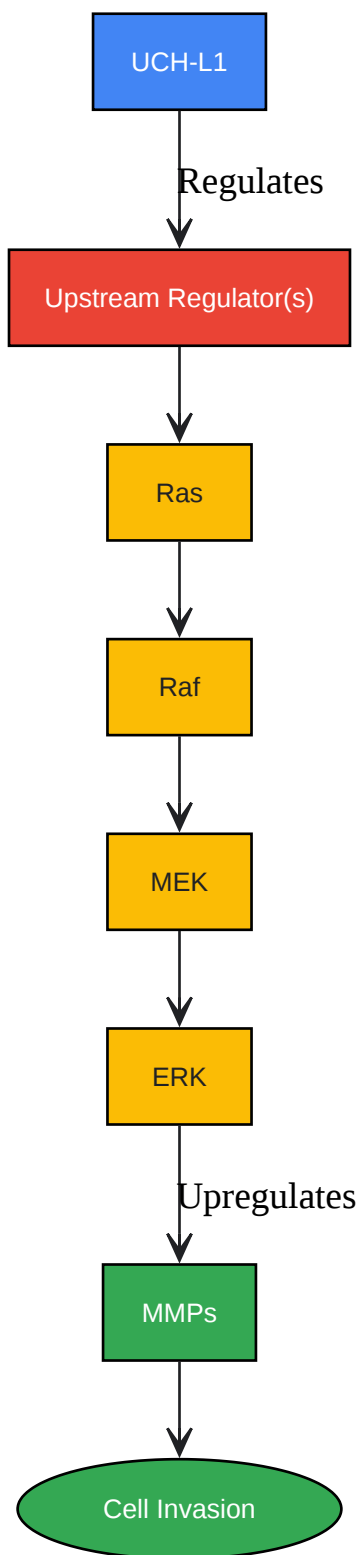 UCH-L1
Regulates
Upstream Regulator(s)
Ras
Raf
MEK
ERK
Upregulates
MMPs
Cell Invasion